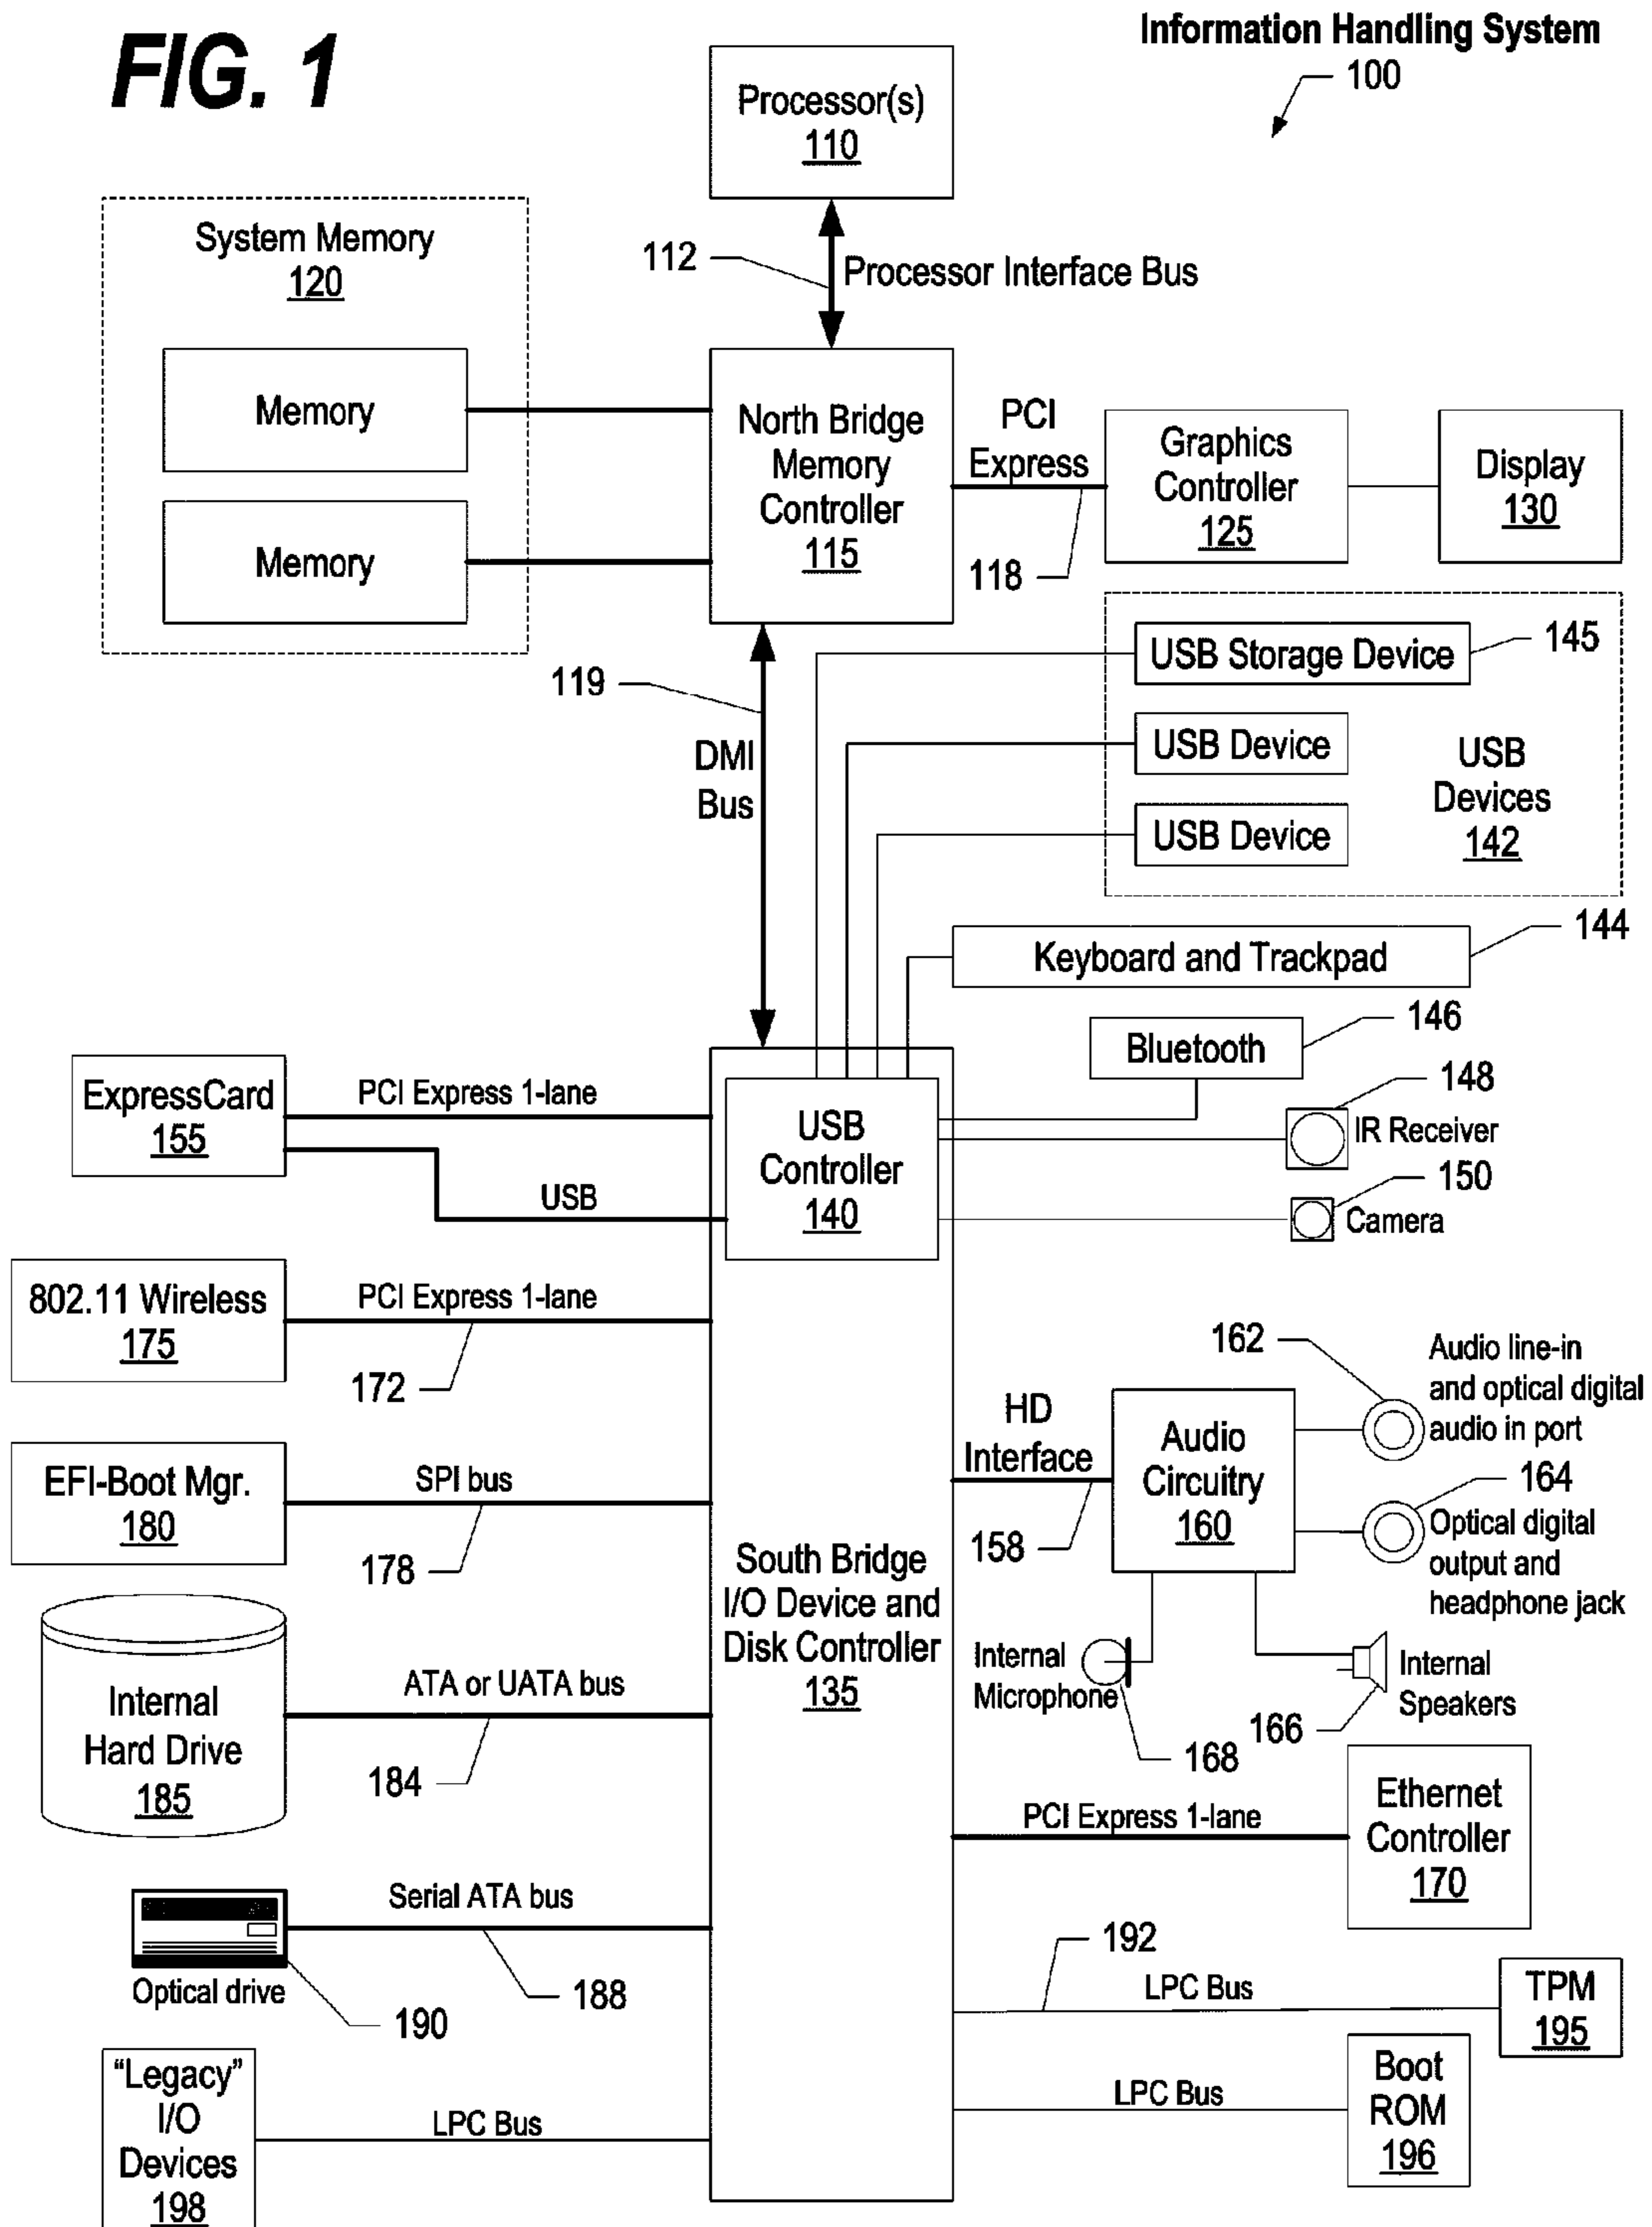 FIG. 1
Information Handling System
100
Processor(s)
110
112
Processor Interface Bus
System Memory
120
Memory
Memory
North Bridge
Memory
Controller
115
PCI
Express
118
Graphics
Controller
125
Display
130
119
DMI
Bus
USB Storage Device
145
USB Device
USB Device
USB
Devices
142
Keyboard and Trackpad
144
Bluetooth
146
148
IR Receiver
150
Camera
USB
Controller
140
ExpressCard
155
PCI Express 1-lane
USB
802.11 Wireless
175
PCI Express 1-lane
172
EFI-Boot Mgr.
180
SPI bus
178
Internal
Hard Drive
185
ATA or UATA bus
184
Optical drive
190
Serial ATA bus
188
"Legacy"
I/O
Devices
198
LPC Bus
South Bridge
I/O Device and
Disk Controller
135
HD
Interface
158
Audio
Circuitry
160
162
Audio line-in
and optical digital
audio in port
164
Optical digital
output and
headphone jack
Internal
Microphone
168
166
Internal
Speakers
PCI Express 1-lane
Ethernet
Controller
170
192
LPC Bus
TPM
195
LPC Bus
Boot
ROM
196